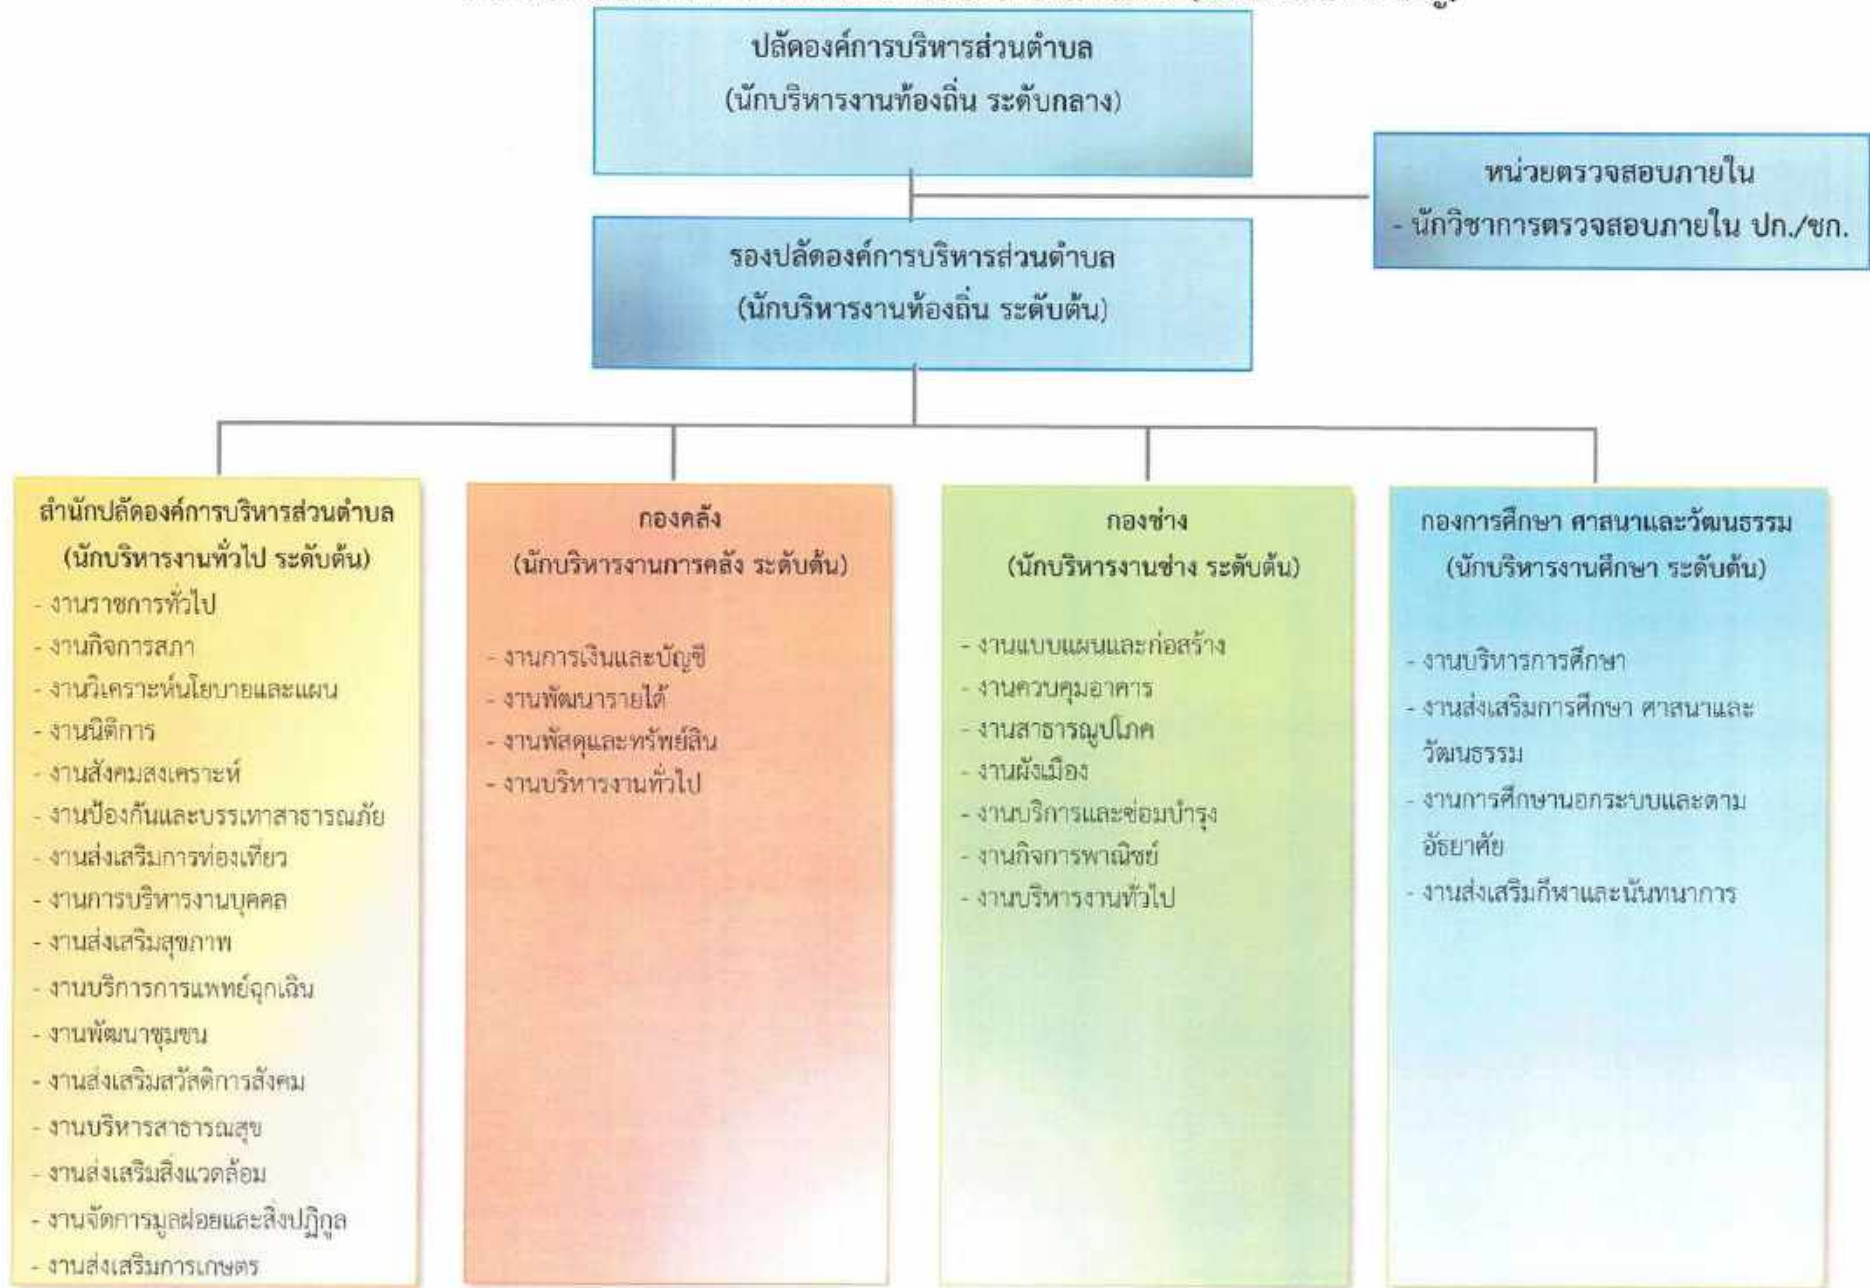 ปลัดองค์การบริหารส่วนตำบล
(นักบริหารงานท้องถิ่น ระดับกลาง)
หน่วยตรวจสอบภายใน
- นักวิชาการตรวจสอบภายใน ปก./ชก.
รองปลัดองค์การบริหารส่วนตำบล
(นักบริหารงานท้องถิ่น ระดับต้น)
สำนักปลัดองค์การบริหารส่วนตำบล
(นักบริหารงานทั่วไป ระดับต้น)
- งานราชการทั่วไป
- งานกิจการสภา
- งานวิเคราะห์นโยบายและแผน
- งานนิติการ
- งานสังคมสงเคราะห์
- งานป้องกันและบรรเทาสาธารณภัย
- งานส่งเสริมการท่องเที่ยว
- งานการบริหารงานบุคคล
- งานส่งเสริมสุขภาพ
- งานบริการการแพทย์ฉุกเฉิน
- งานพัฒนาชุมชน
- งานส่งเสริมสวัสดิการสังคม
- งานบริหารสาธารณสุข
- งานส่งเสริมสิ่งแวดล้อม
- งานจัดการมูลฝอยและสิ่งปฏิกูล
- งานส่งเสริมการเกษตร
กองคลัง
(นักบริหารงานการคลัง ระดับต้น)
- งานการเงินและบัญชี
- งานพัฒนารายได้
- งานพัสดุและทรัพย์สิน
- งานบริหารงานทั่วไป
กองช่าง
(นักบริหารงานช่าง ระดับต้น)
- งานแบบแผนและก่อสร้าง
- งานควบคุมอาคาร
- งานสาธารณูปโภค
- งานผังเมือง
- งานบริการและซ่อมบำรุง
- งานกิจการพาณิชย์
- งานบริหารงานทั่วไป
กองการศึกษา ศาสนาและวัฒนธรรม
(นักบริหารงานศึกษา ระดับต้น)
- งานบริหารการศึกษา
- งานส่งเสริมการศึกษา ศาสนาและ
วัฒนธรรม
- งานการศึกษานอกระบบและตาม
อัธยาศัย
- งานส่งเสริมกีฬาและนันทนาการ